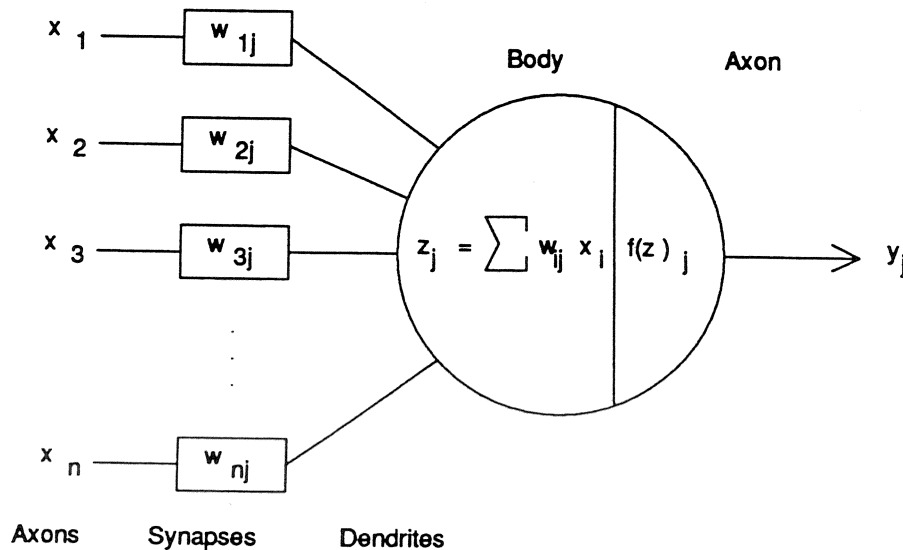 x 1 w 1j
Body Axon
x 2 w 2j
x 3 w 3j z j = ∑ w ij x i f(z) j y j
x n w nj
Axons Synapses Dendrites